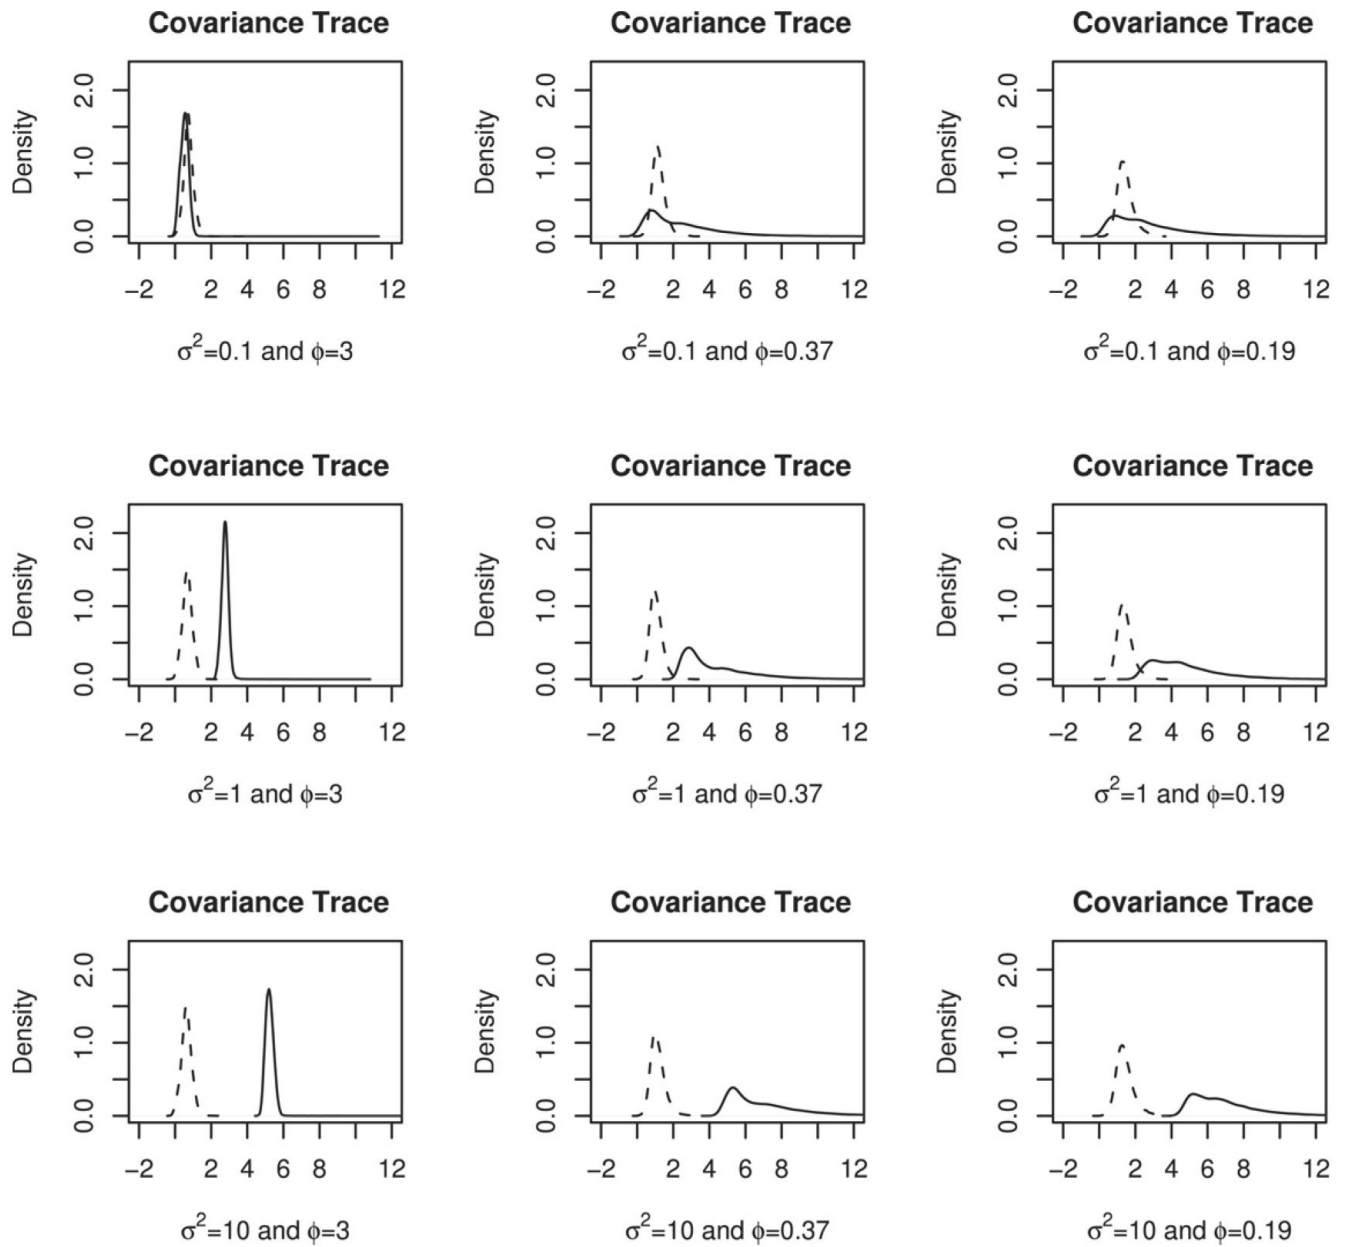 Covariance Trace Covariance Trace Covariance Trace
Density Density Density
2.0 2.0 2.0
1.0 1.0 1.0
0.0 0.0 0.0
−2 2 4 6 8 12 −2 2 4 6 8 12 −2 2 4 6 8 12
σ²=0.1 and ϕ=3 σ²=0.1 and ϕ=0.37 σ²=0.1 and ϕ=0.19
Covariance Trace Covariance Trace Covariance Trace
Density Density Density
2.0 2.0 2.0
1.0 1.0 1.0
0.0 0.0 0.0
−2 2 4 6 8 12 −2 2 4 6 8 12 −2 2 4 6 8 12
σ²=1 and ϕ=3 σ²=1 and ϕ=0.37 σ²=1 and ϕ=0.19
Covariance Trace Covariance Trace Covariance Trace
Density Density Density
2.0 2.0 2.0
1.0 1.0 1.0
0.0 0.0 0.0
−2 2 4 6 8 12 −2 2 4 6 8 12 −2 2 4 6 8 12
σ²=10 and ϕ=3 σ²=10 and ϕ=0.37 σ²=10 and ϕ=0.19